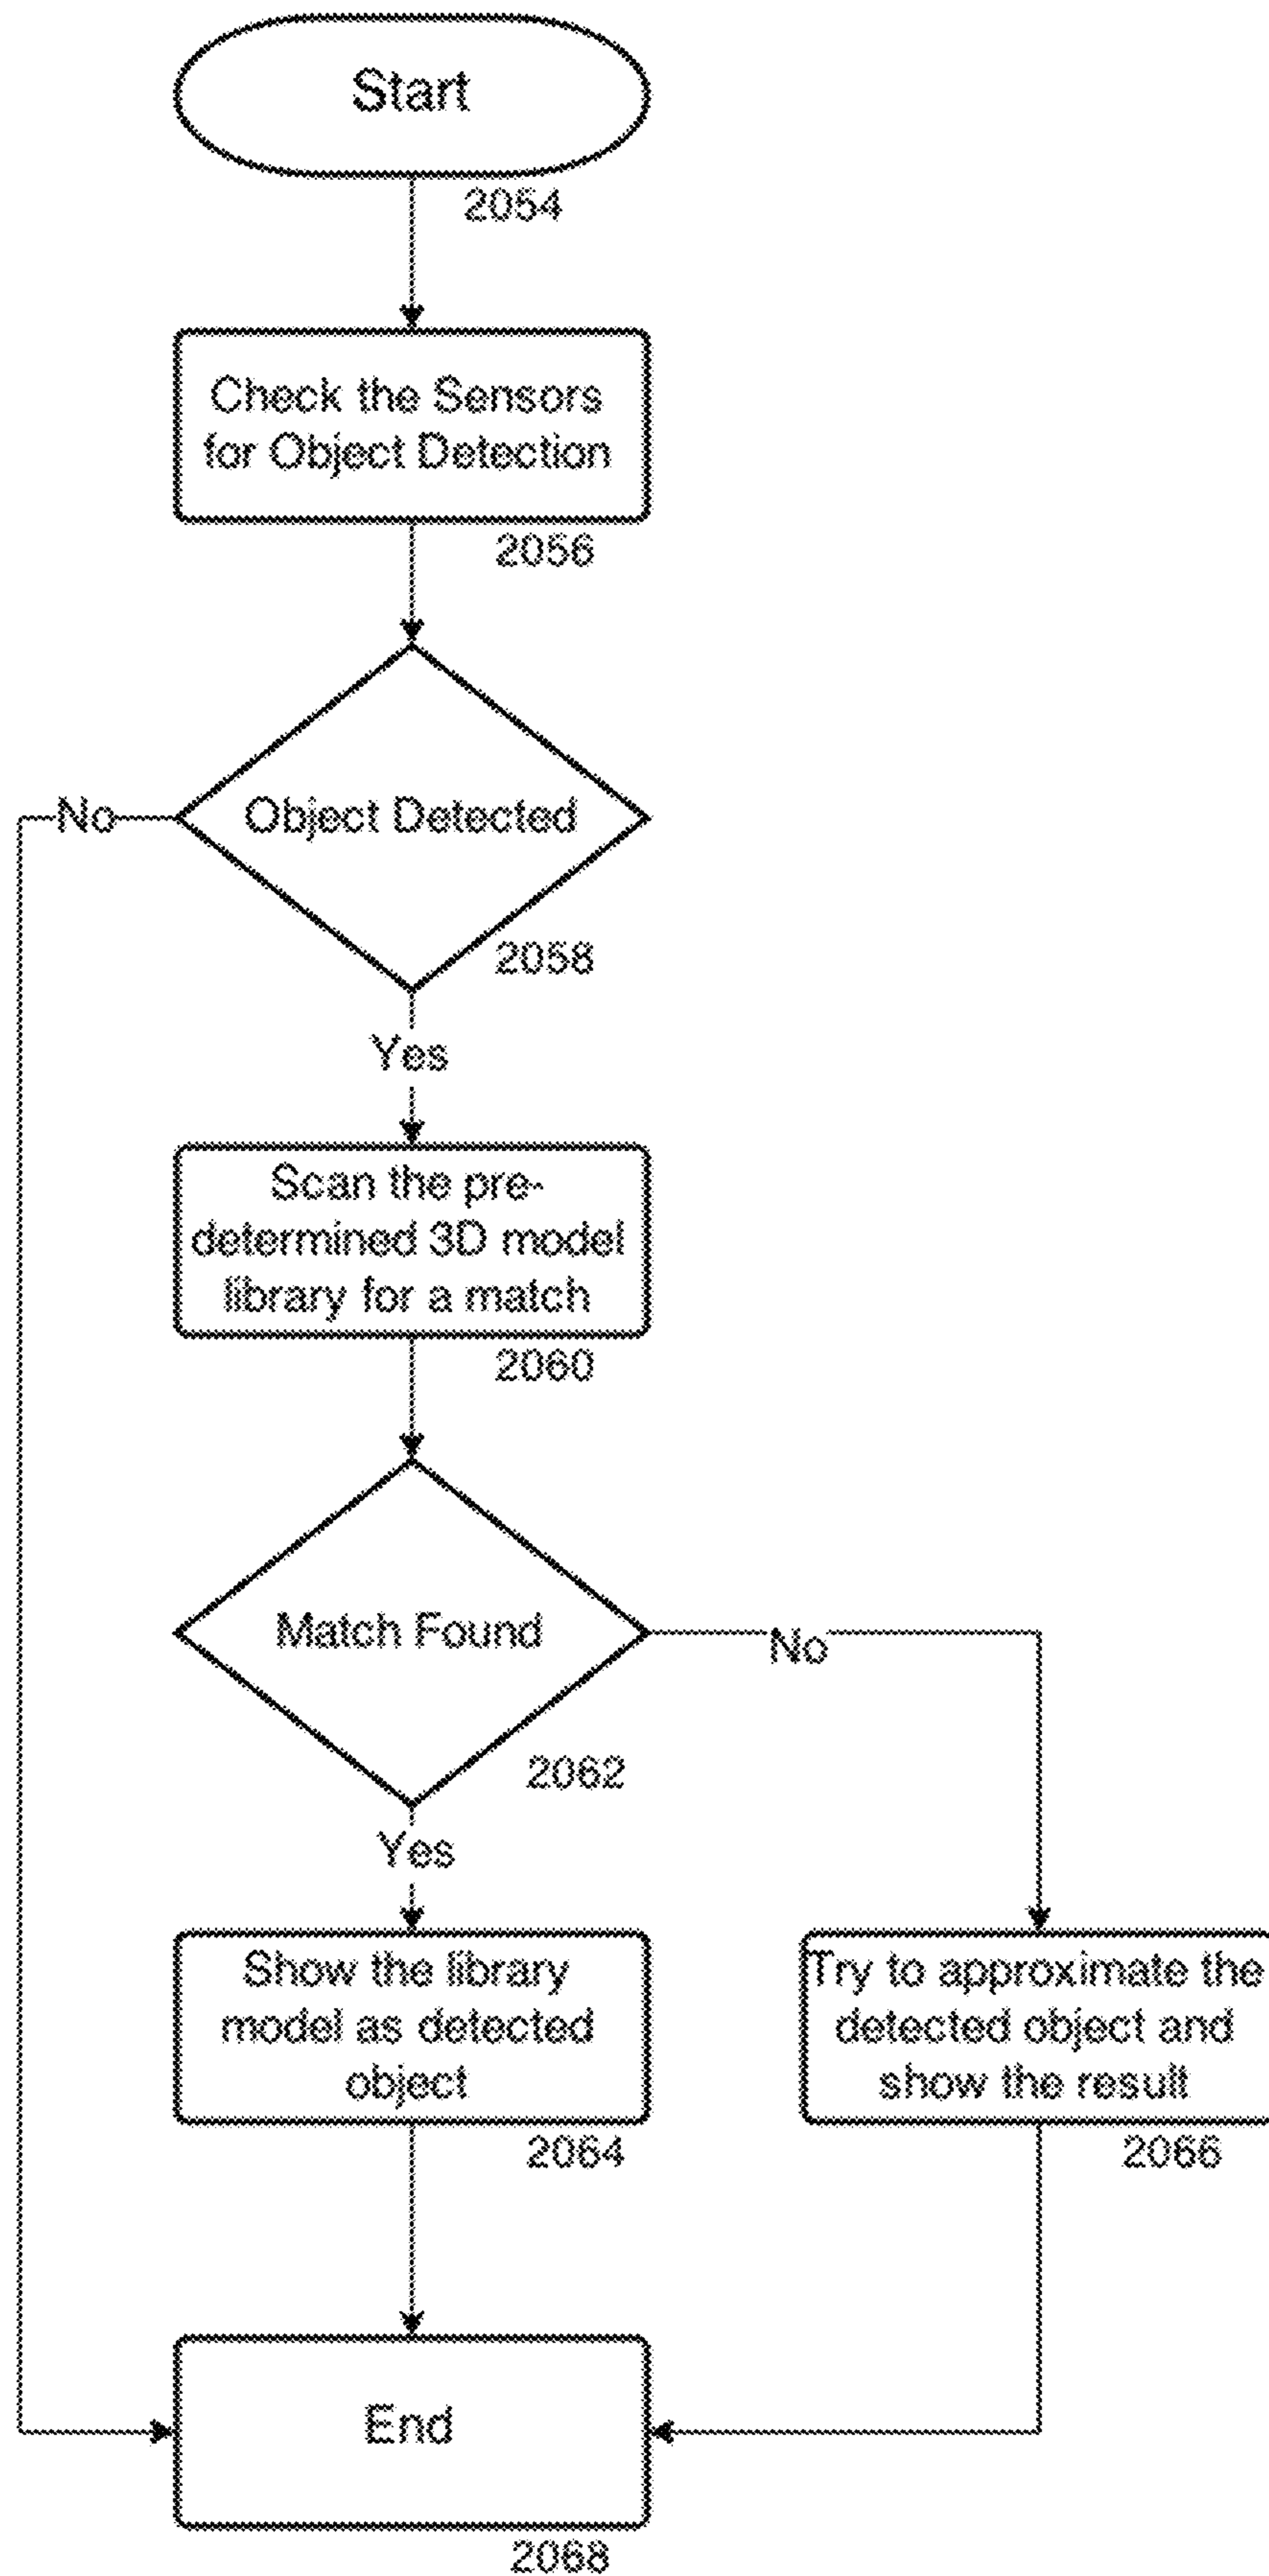 Start
2054
Check the Sensors
for Object Detection
2056
No
Object Detected
2058
Yes
Scan the pre-
determined 3D model
library for a match
2060
Match Found
No
2062
Yes
Show the library
model as detected
object
2064
Try to approximate the
detected object and
show the result
2066
End
2068